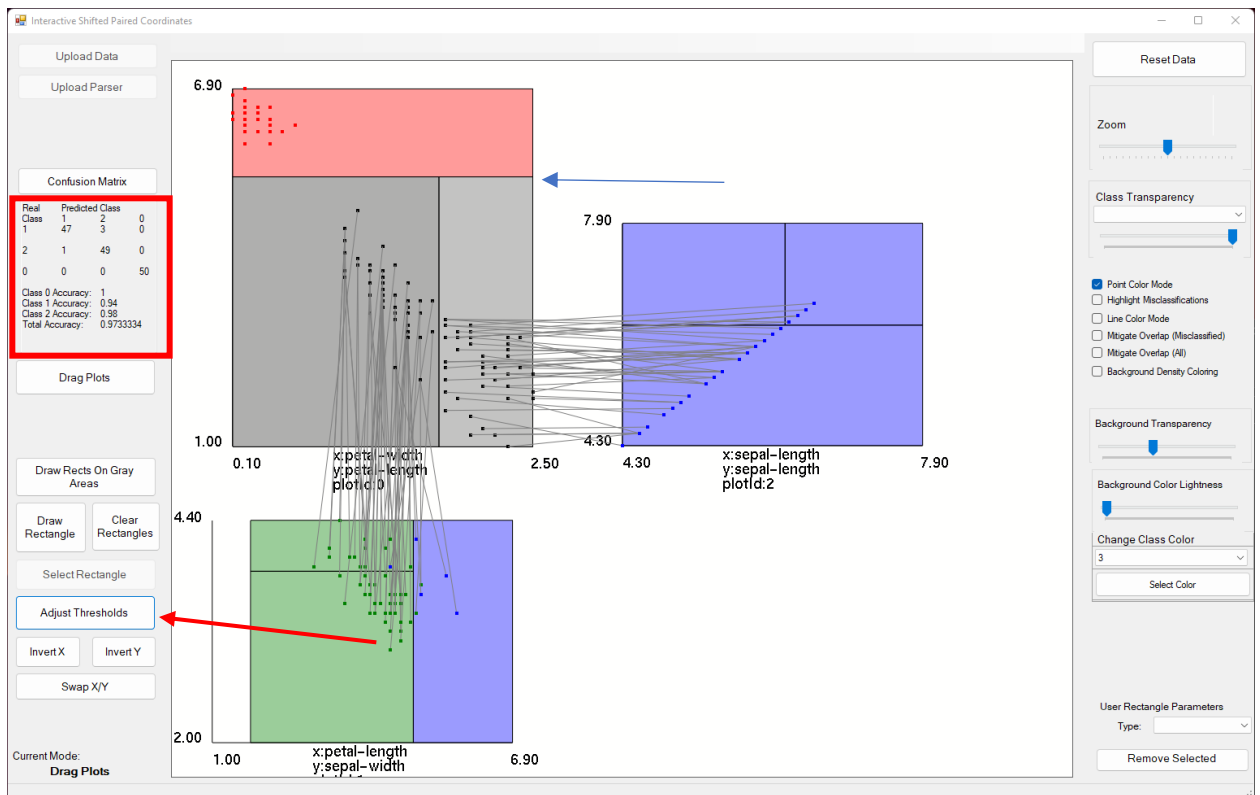 Interactive Shifted Paired Coordinates
Upload Data
Upload Parser
Confusion Matrix
Real Predicted Class
Class 1 2 0
1 47 3 0
2 1 49 0
0 0 0 50
Class 0 Accuracy: 1
Class 1 Accuracy: 0.94
Class 2 Accuracy: 0.98
Total Accuracy: 0.9733334
Drag Plots
Draw Rects On Gray
Areas
Draw
Rectangle
Clear
Rectangles
Select Rectangle
Adjust Thresholds
Invert X
Invert Y
Swap X/Y
Current Mode:
Drag Plots
6.90
1.00
0.10
2.50
x:petal-width
y:petal-length
plotId:0
7.90
4.30
4.30
7.90
x:sepal-length
y:sepal-length
plotId:2
4.40
2.00
1.00
6.90
x:petal-length
y:sepal-width
Reset Data
Zoom
Class Transparency
Point Color Mode
Highlight Misclassifications
Line Color Mode
Mitigate Overlap (Misclassified)
Mitigate Overlap (All)
Background Density Coloring
Background Transparency
Background Color Lightness
Change Class Color
3
Select Color
User Rectangle Parameters
Type:
Remove Selected